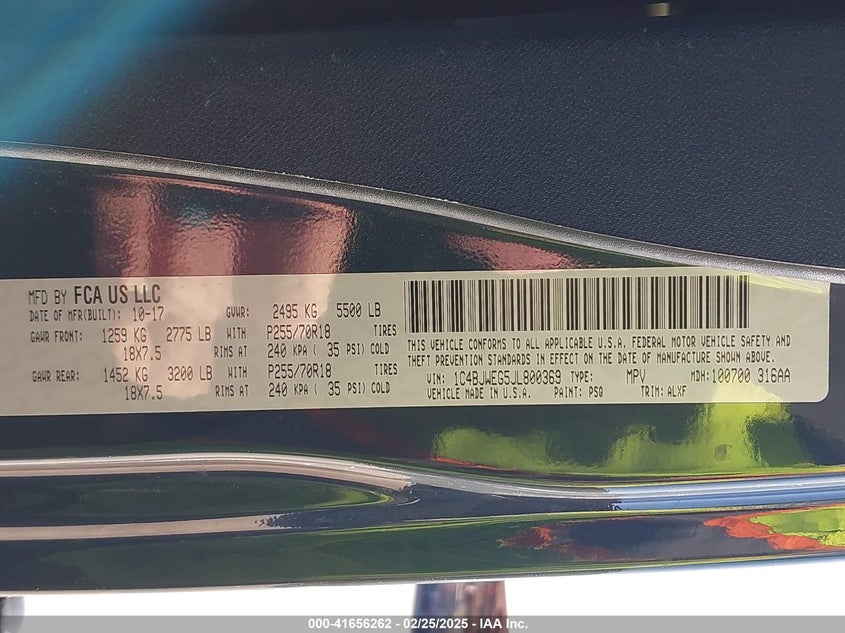 MFD BY FCA US LLC
DATE OF MFR(BUILT): 10-17 GVWR: 2495 KG 5500 LB
GAWR FRONT: 1259 KG 2775 LB WITH P255/70R18 TIRES
18X7.5 RIMS AT 240 KPA ( 35 PSI) COLD
GAWR REAR: 1452 KG 3200 LB WITH P255/70R18 TIRES
18X7.5 RIMS AT 240 KPA ( 35 PSI) COLD
THIS VEHICLE CONFORMS TO ALL APPLICABLE U.S.A. FEDERAL MOTOR VEHICLE SAFETY AND
THEFT PREVENTION STANDARDS IN EFFECT ON THE DATE OF MANUFACTURE SHOWN ABOVE.
VIN: 1C4BJWEG5JL800369 TYPE: MPV MDH: 100700 316AA
VEHICLE MADE IN U.S.A. PAINT: PSQ TRIM: ALXF
000-41656262 - 02/25/2025 - IAA Inc.